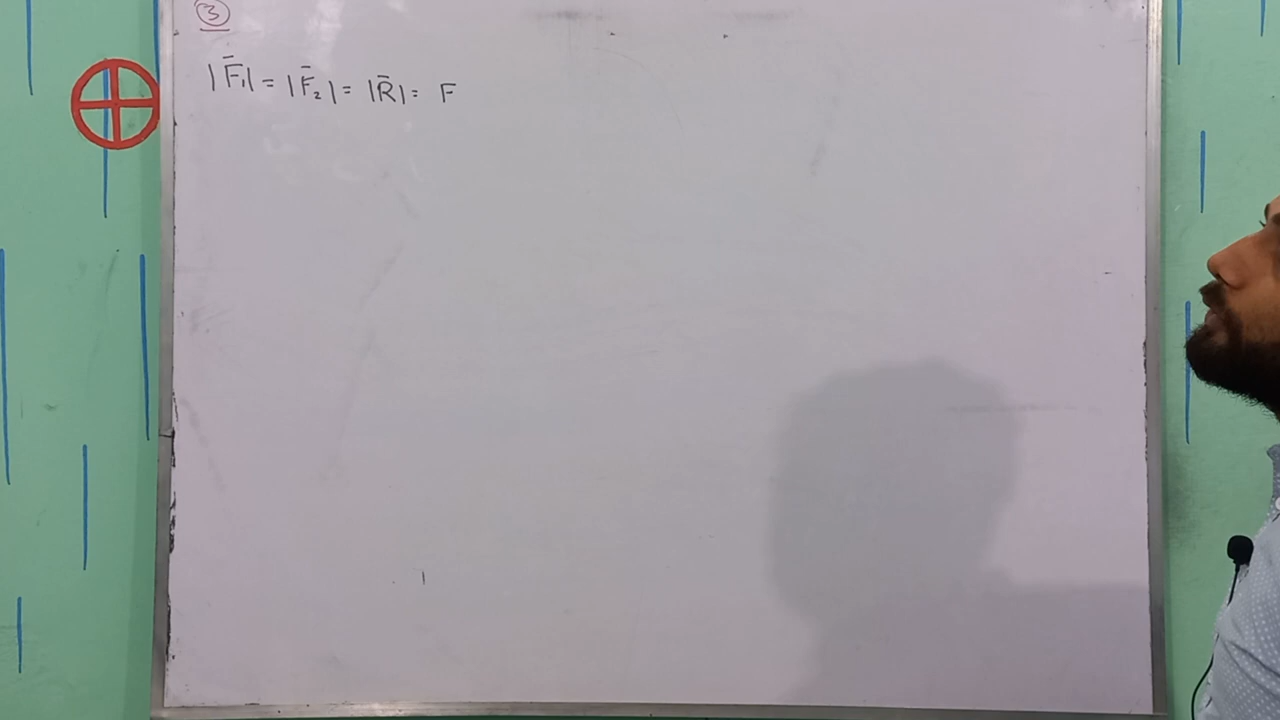 ③
|F̄₁| = |F̄₂| = |R̄| = F